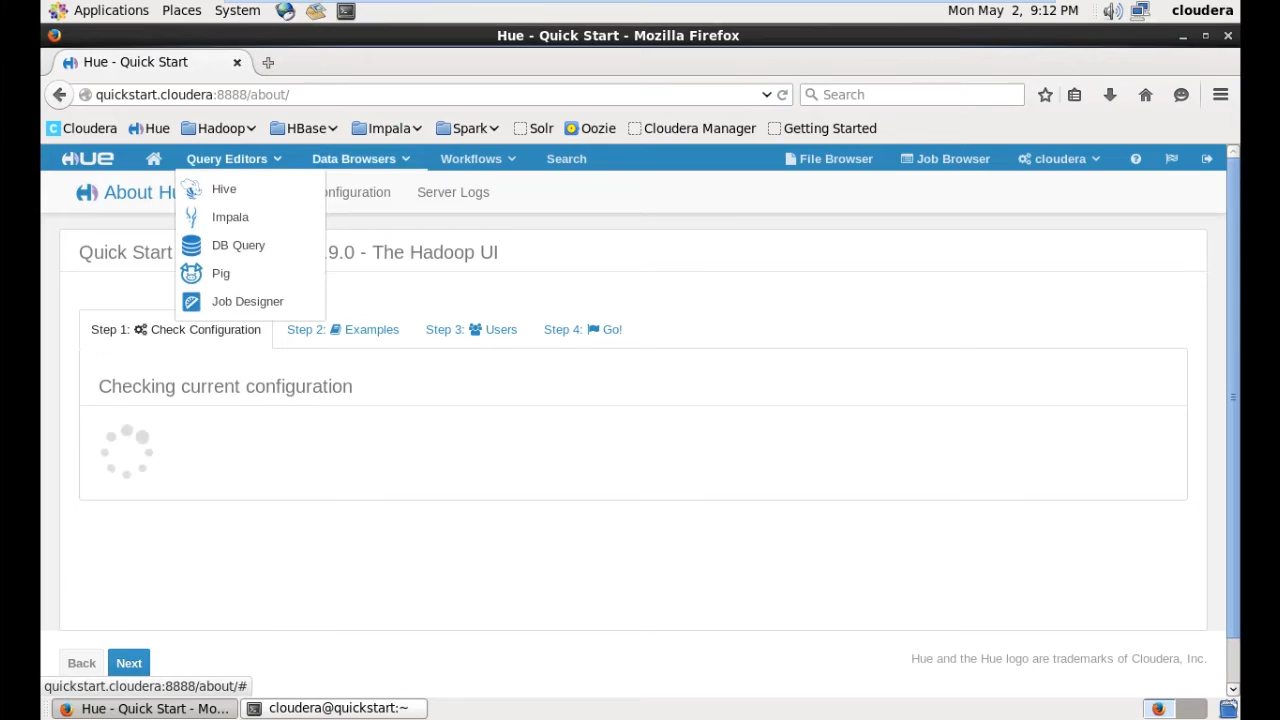 Applications Places System Mon May 2, 9:12 PM cloudera
Hue - Quick Start - Mozilla Firefox
Hue - Quick Start
quickstart.cloudera:8888/about/ Search
Cloudera Hue Hadoop HBase Impala Spark Solr Oozie Cloudera Manager Getting Started
HUE Query Editors Data Browsers Workflows Search File Browser Job Browser cloudera
About Hu onfiguration Server Logs
Hive
Impala
DB Query
Pig
Job Designer
Quick Start 9.0 - The Hadoop UI
Step 1: Check Configuration Step 2: Examples Step 3: Users Step 4: Go!
Checking current configuration
Back Next Hue and the Hue logo are trademarks of Cloudera, Inc.
quickstart.cloudera:8888/about/#
Hue - Quick Start - Mo... cloudera@quickstart:~